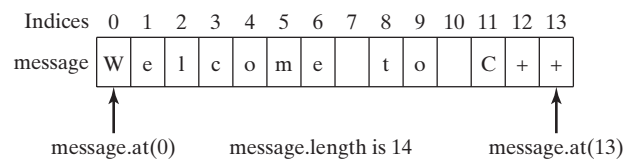 Indices 0 1 2 3 4 5 6 7 8 9 10 11 12 13
message W e l c o m e t o C + +
message.at(0) message.length is 14 message.at(13)